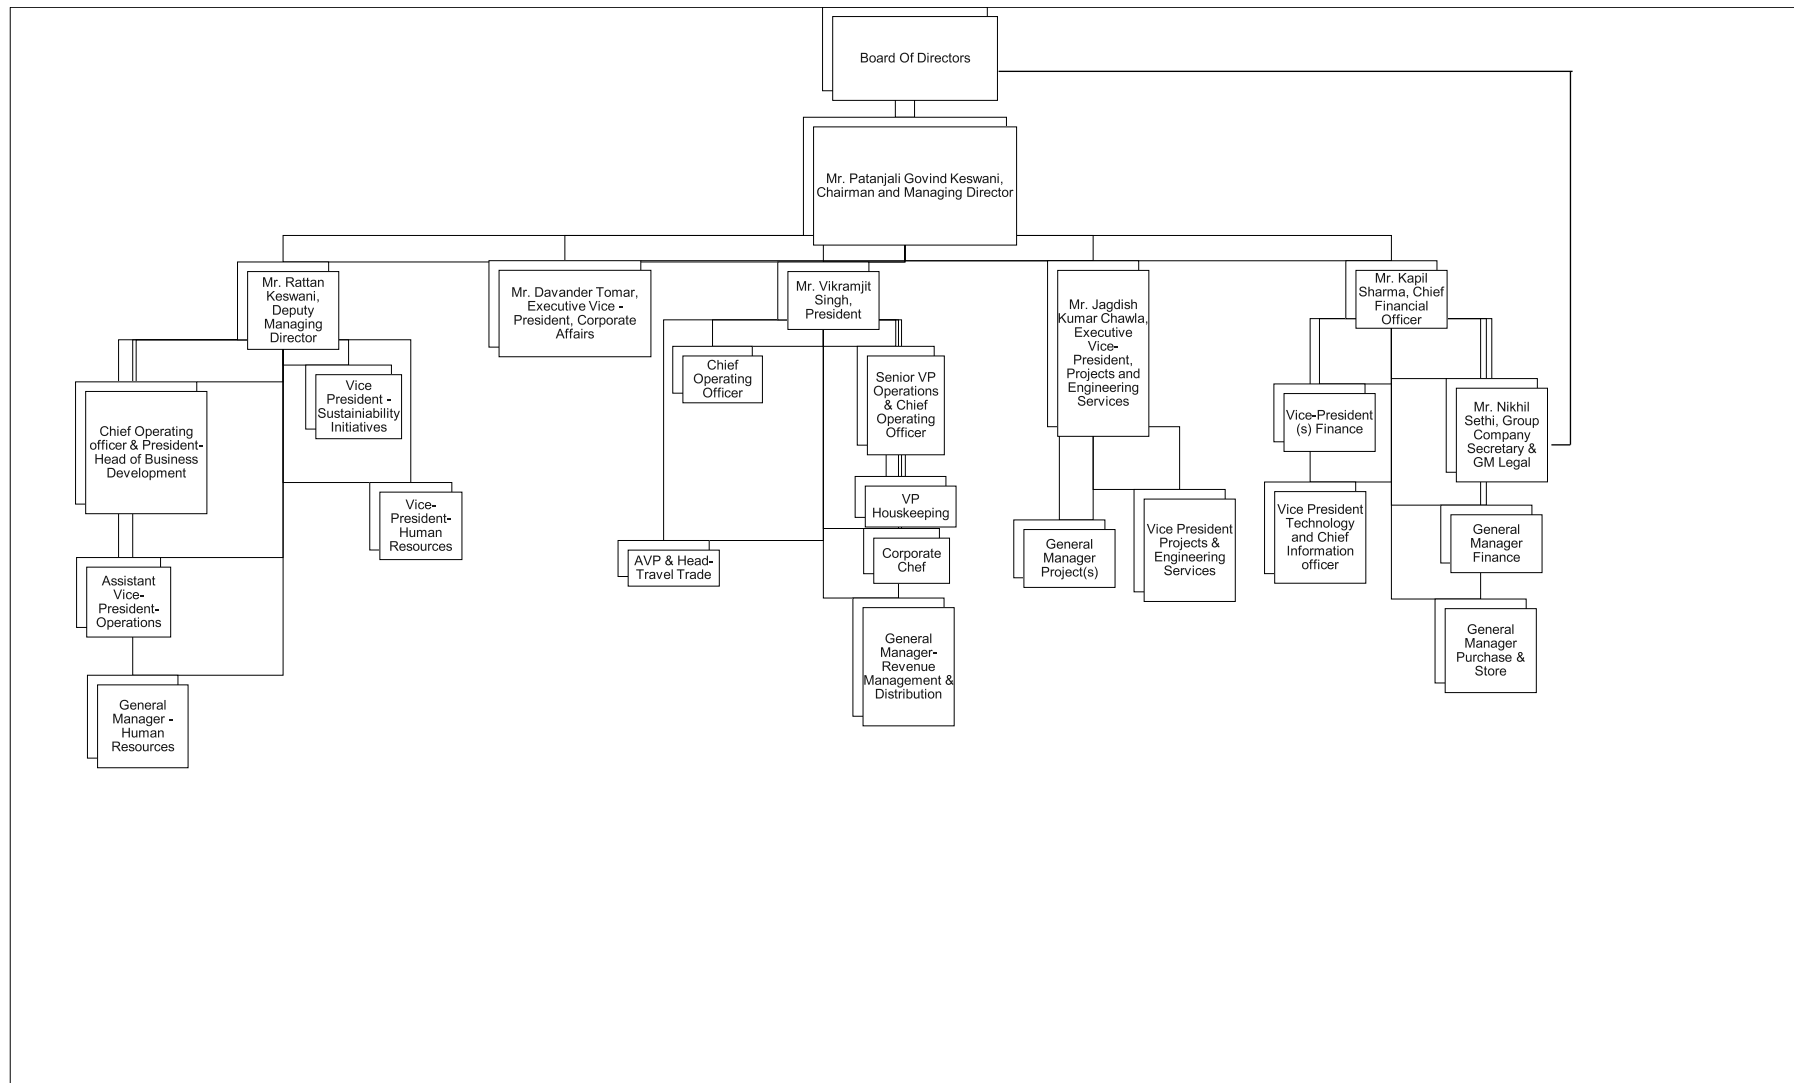 Board Of Directors
Mr. Patanjali Govind Keswani,
Chairman and Managing Director
Mr. Rattan
Keswani,
Deputy
Managing
Director
Mr. Davander Tomar,
Executive Vice -
President, Corporate
Affairs
Mr. Vikramjit
Singh,
President
Mr. Jagdish
Kumar Chawla,
Executive
Vice-
President,
Projects and
Engineering
Services
Mr. Kapil
Sharma, Chief
Financial
Officer
Chief Operating
officer & President-
Head of Business
Development
Vice
President -
Sustainiability
Initiatives
Vice-
President-
Human
Resources
Assistant
Vice-
President-
Operations
General
Manager -
Human
Resources
Chief
Operating
Officer
Senior VP
Operations
& Chief
Operating
Officer
VP
Houskeeping
AVP & Head-
Travel Trade
Corporate
Chef
General
Manager-
Revenue
Management &
Distribution
General
Manager
Project(s)
Vice President
Projects &
Engineering
Services
Vice-President
(s) Finance
Mr. Nikhil
Sethi, Group
Company
Secretary &
GM Legal
Vice President
Technology
and Chief
Information
officer
General
Manager
Finance
General
Manager
Purchase &
Store